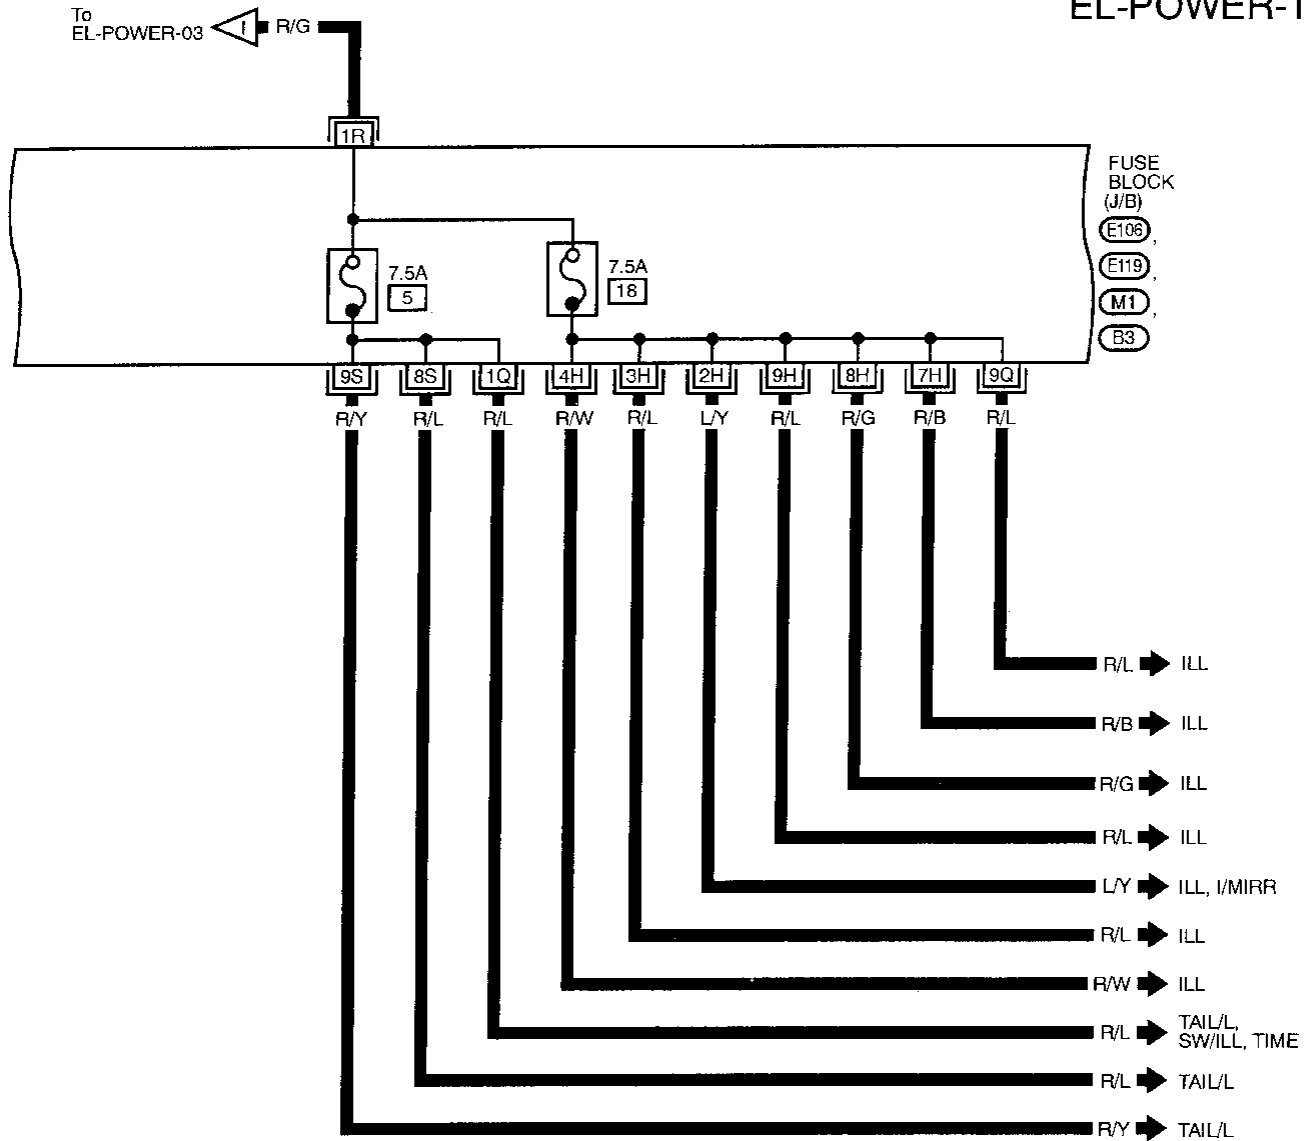 To
EL-POWER-03
I
R/G
EL-POWER-1
1R
FUSE
BLOCK
(J/B)
E106 ,
E119 ,
M1 ,
B3
7.5A
5
7.5A
18
9S 8S 1Q 4H 3H 2H 9H 8H 7H 9Q
R/Y R/L R/L R/W R/L L/Y R/L R/G R/B R/L
R/L ILL
R/B ILL
R/G ILL
R/L ILL
L/Y ILL, I/MIRR
R/L ILL
R/W ILL
R/L TAIL/L,
SW/ILL, TIME
R/L TAIL/L
R/Y TAIL/L